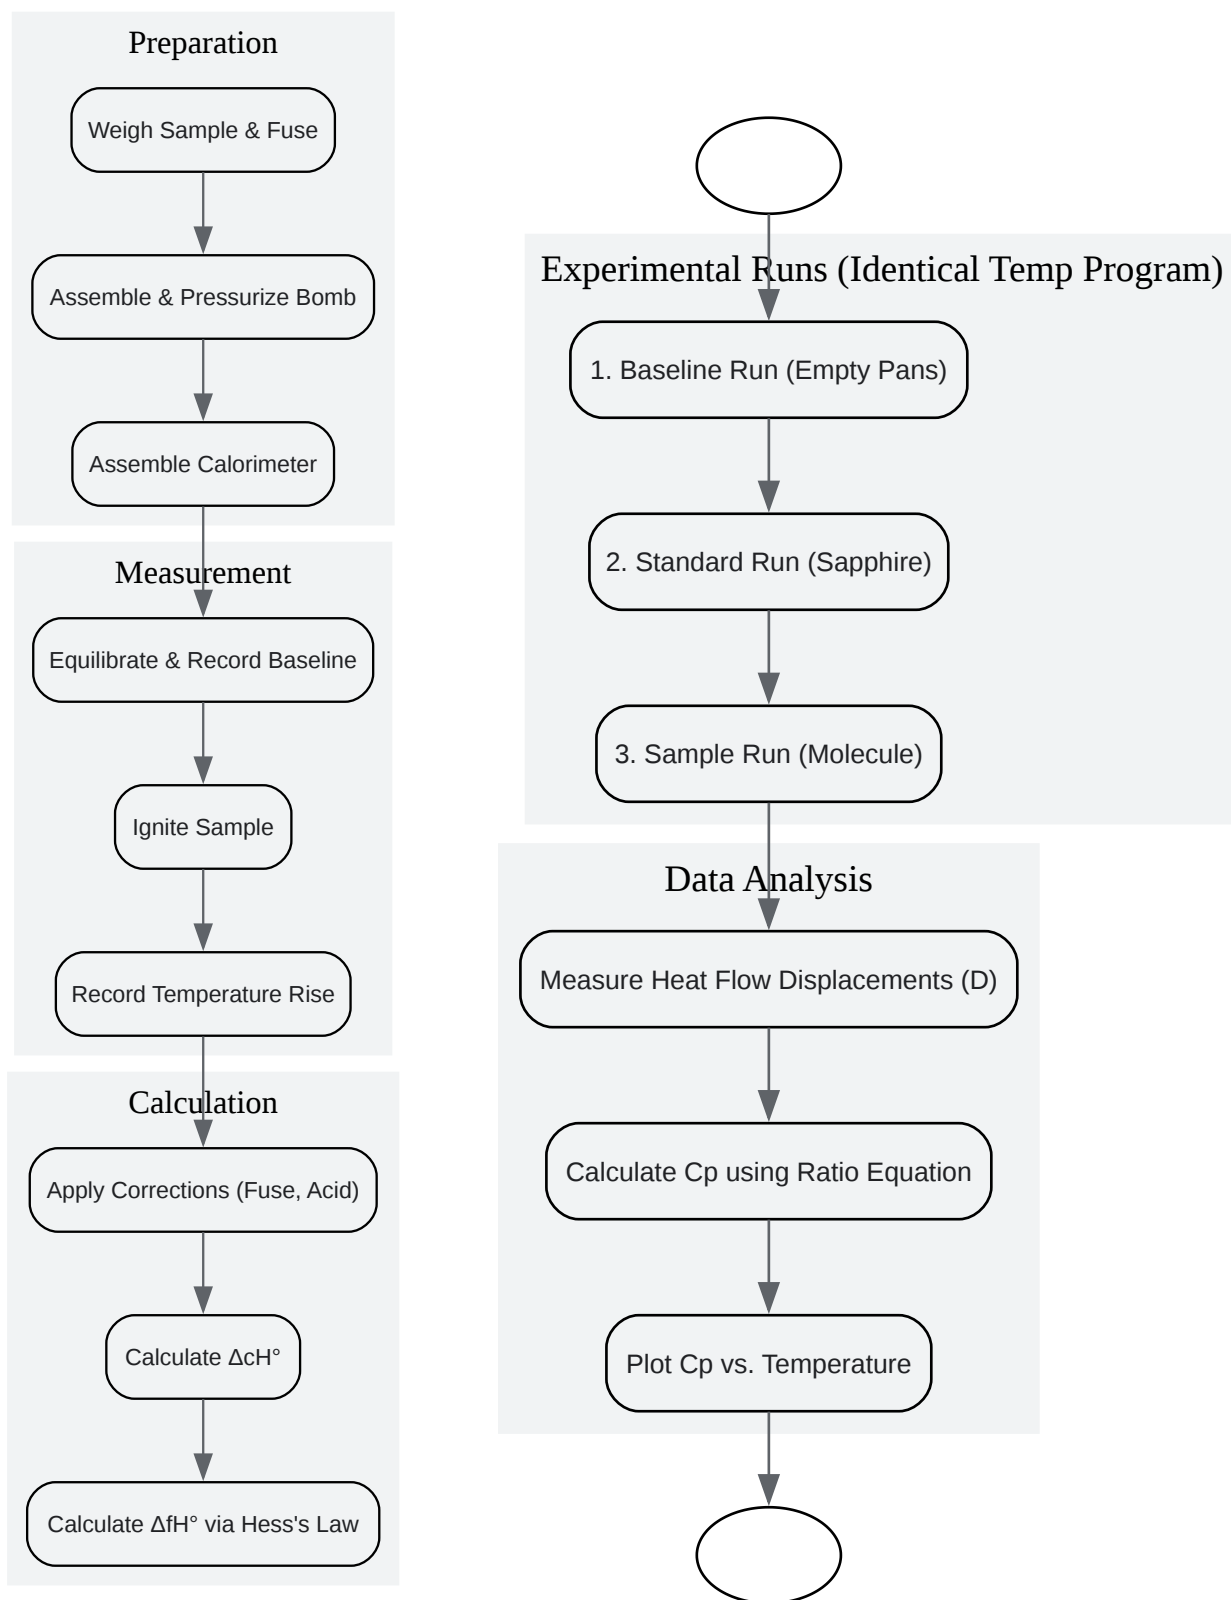 Preparation
Weigh Sample & Fuse
Assemble & Pressurize Bomb
Assemble Calorimeter
Measurement
Equilibrate & Record Baseline
Ignite Sample
Record Temperature Rise
Calculation
Apply Corrections (Fuse, Acid)
Calculate ΔcH°
Calculate ΔfH° via Hess's Law
Experimental Runs (Identical Temp Program)
1. Baseline Run (Empty Pans)
2. Standard Run (Sapphire)
3. Sample Run (Molecule)
Data Analysis
Measure Heat Flow Displacements (D)
Calculate Cp using Ratio Equation
Plot Cp vs. Temperature